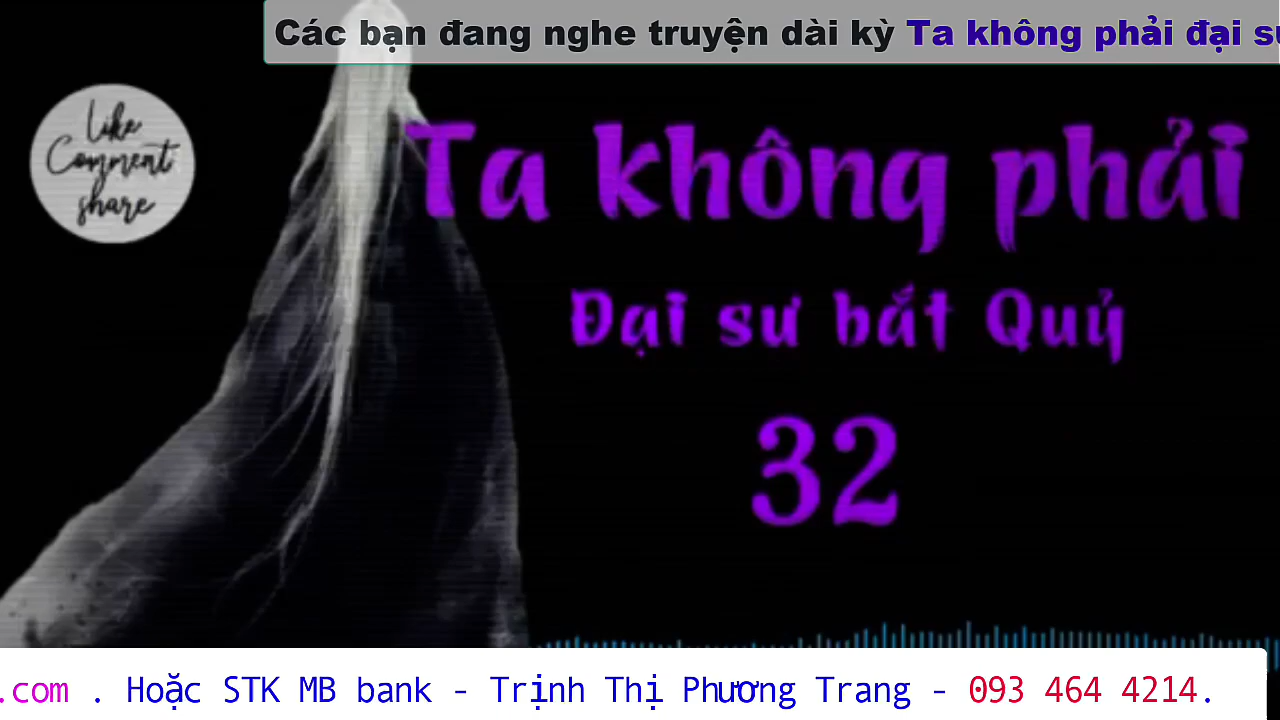 Các bạn đang nghe truyện dài kỳ Ta không phải đại
Like
Comment
share
Ta không phải
Đại sư bắt Quỷ
32
.com . Hoặc STK MB bank - Trịnh Thị Phương Trang - 093 464 4214.